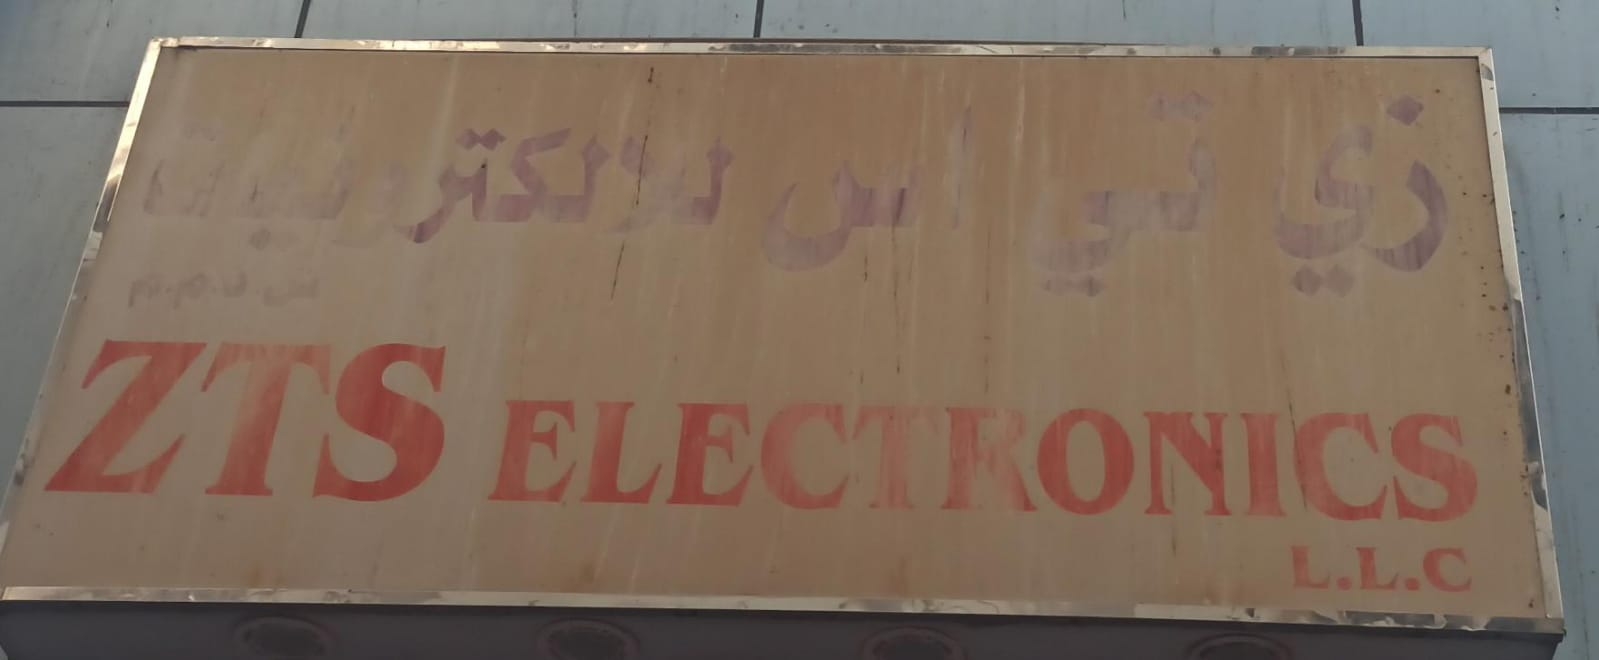 زي تي اس للالكترونيات
ش.ذ.م.م
ZTS ELECTRONICS
L.L.C